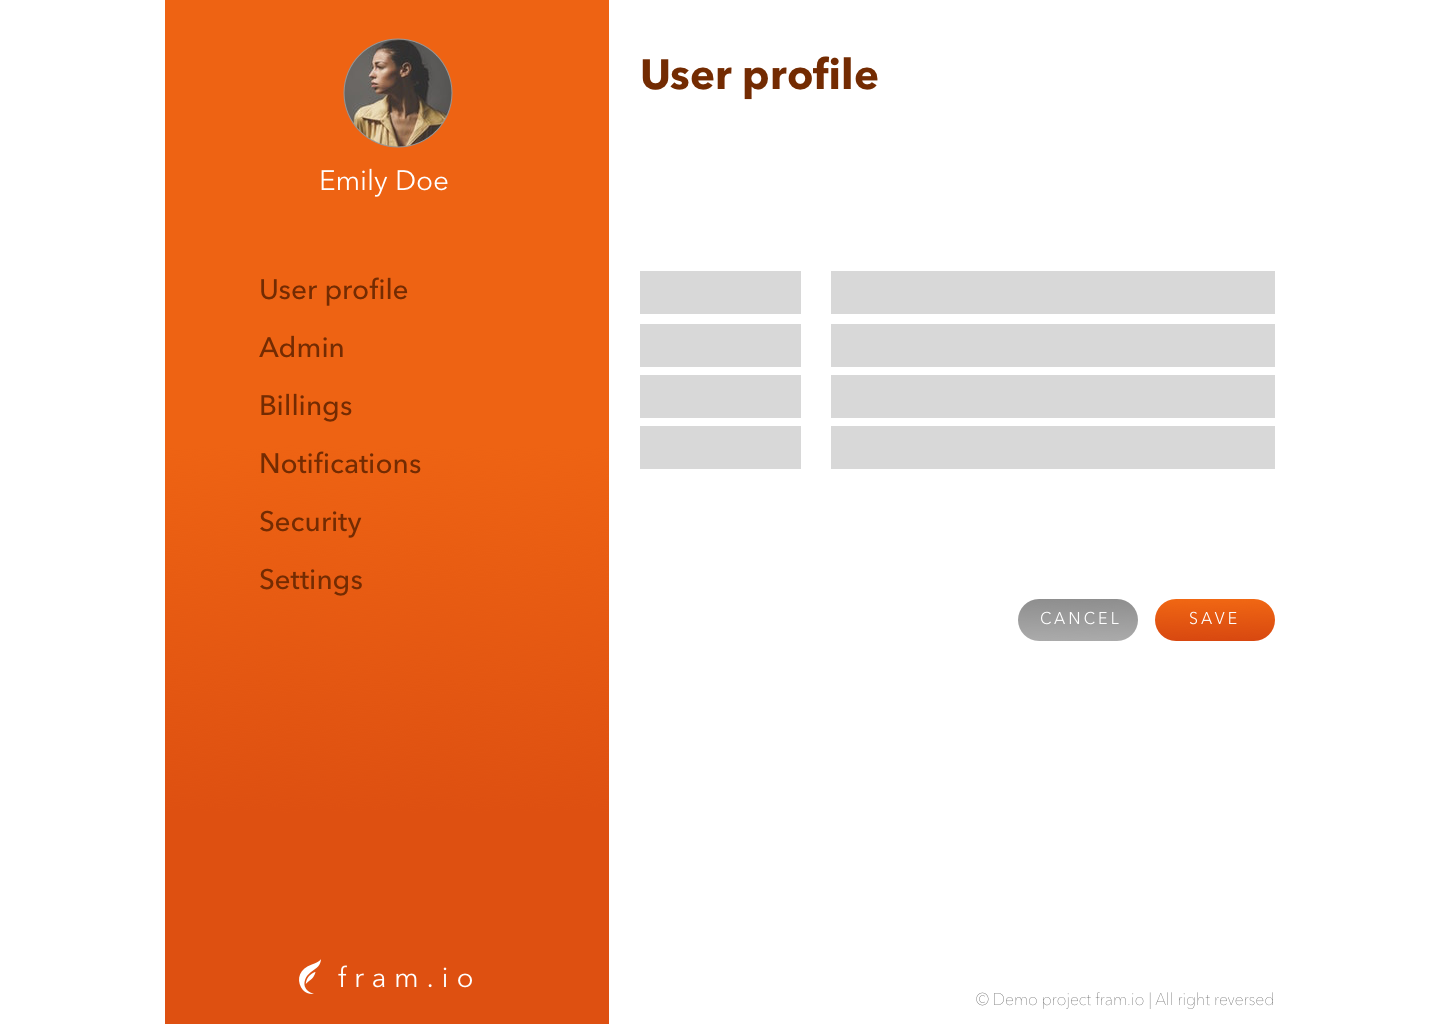 Emily Doe
User profile
Admin
Billings
Notifications
Security
Settings
fram.io
User profile
CANCEL
SAVE
© Demo project fram.io | All right reversed